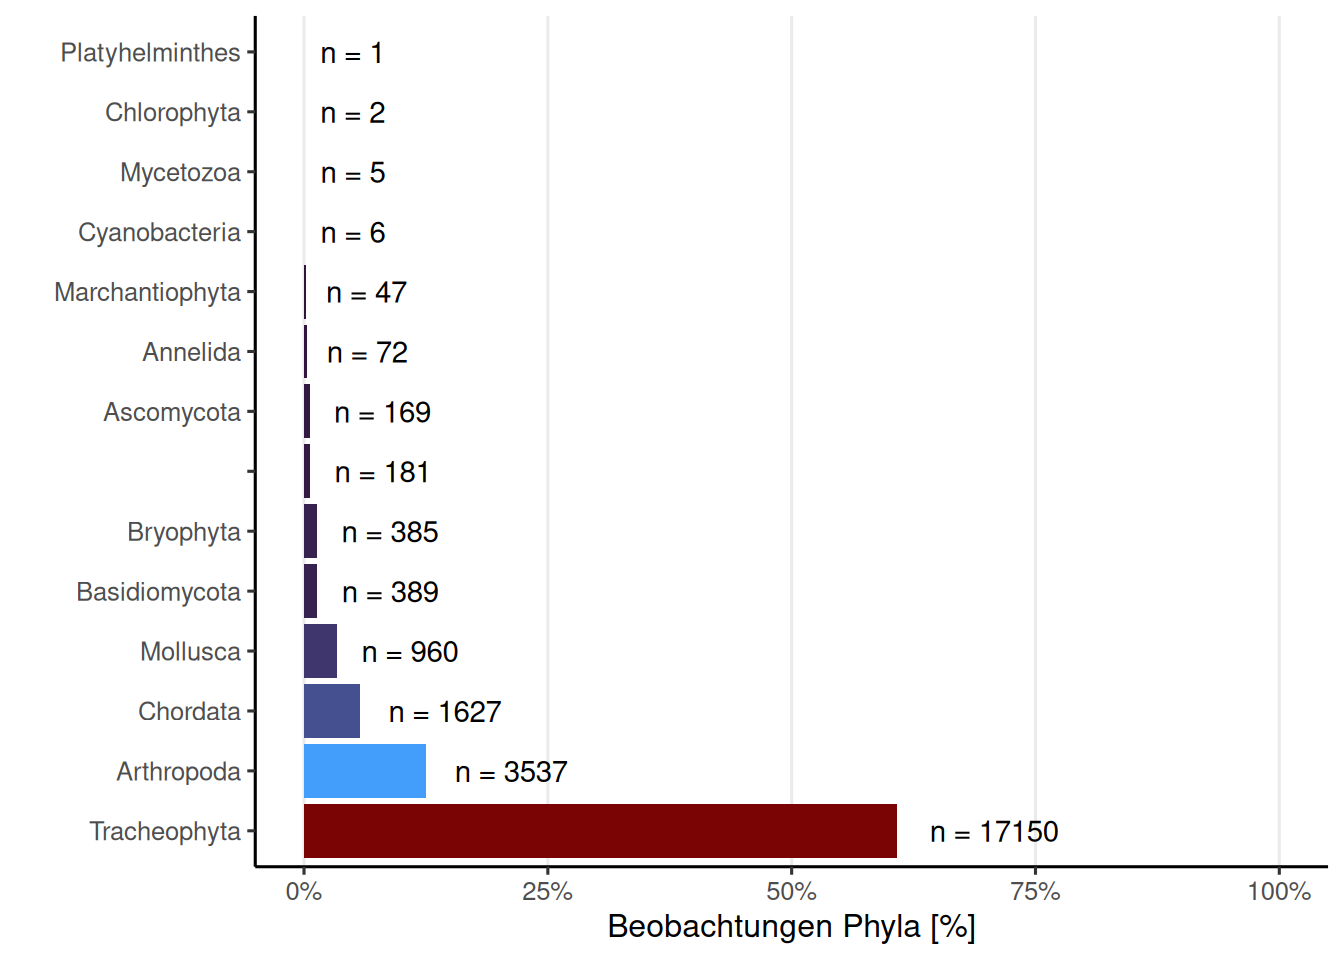 Platyhelminthes n = 1
Chlorophyta n = 2
Mycetozoa n = 5
Cyanobacteria n = 6
Marchantiophyta n = 47
Annelida n = 72
Ascomycota n = 169
n = 181
Bryophyta n = 385
Basidiomycota n = 389
Mollusca n = 960
Chordata n = 1627
Arthropoda n = 3537
Tracheophyta n = 17150
0% 25% 50% 75% 100%
Beobachtungen Phyla [%]